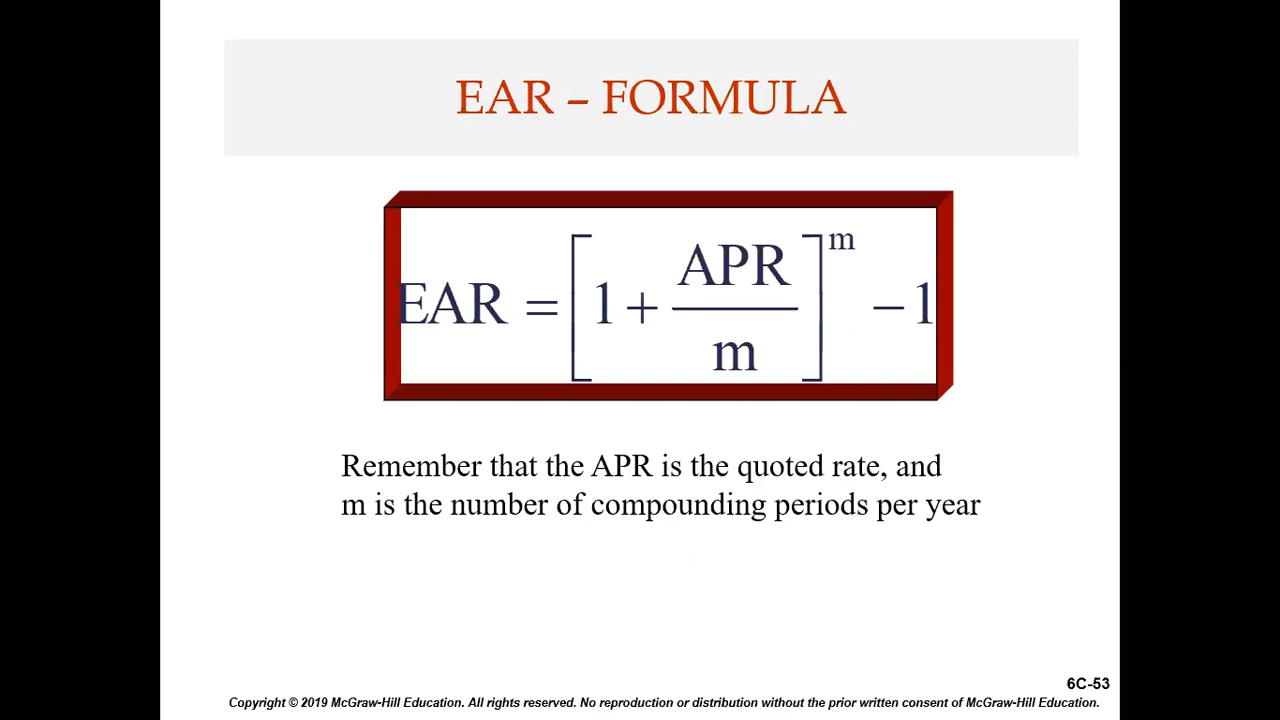 EAR – FORMULA
EAR = [1 + APR/m]^m − 1
Remember that the APR is the quoted rate, and
m is the number of compounding periods per year
6C-53
Copyright © 2019 McGraw-Hill Education. All rights reserved. No reproduction or distribution without the prior written consent of McGraw-Hill Education.